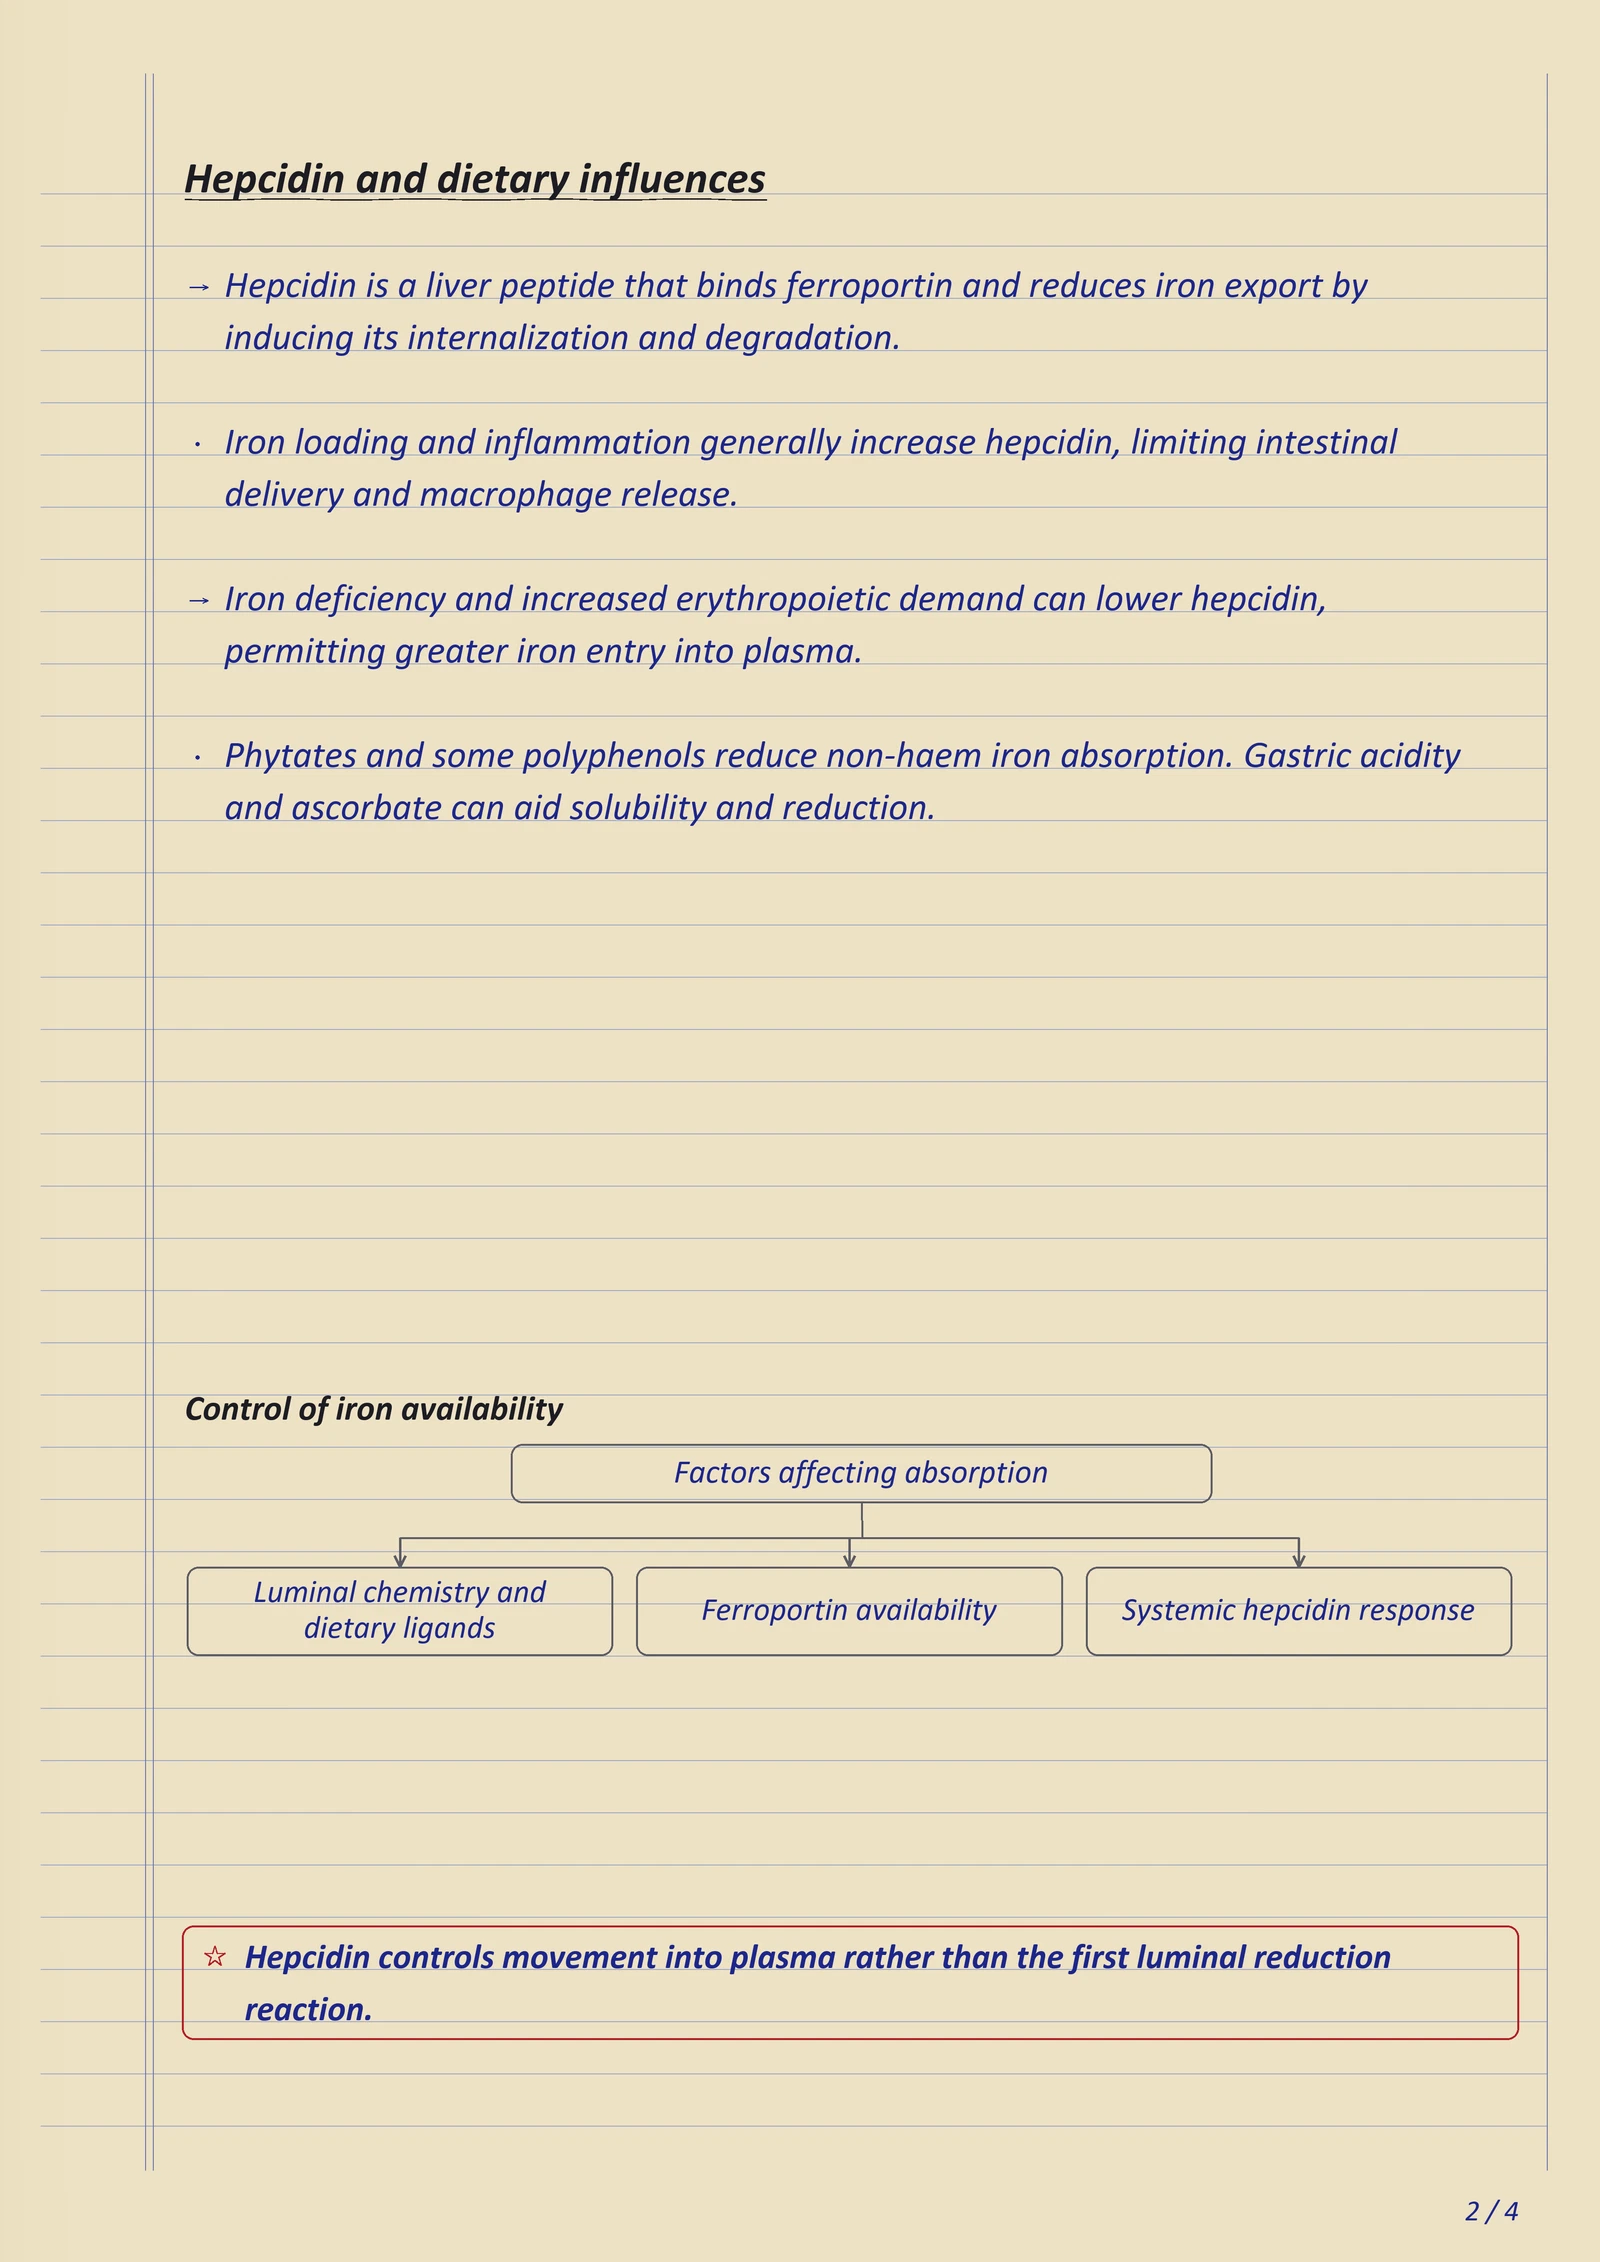 Hepcidin and dietary influences
→ Hepcidin is a liver peptide that binds ferroportin and reduces iron export by
inducing its internalization and degradation.
· Iron loading and inflammation generally increase hepcidin, limiting intestinal
delivery and macrophage release.
→ Iron deficiency and increased erythropoietic demand can lower hepcidin,
permitting greater iron entry into plasma.
· Phytates and some polyphenols reduce non-haem iron absorption. Gastric acidity
and ascorbate can aid solubility and reduction.
Control of iron availability
Factors affecting absorption
Luminal chemistry and
dietary ligands
Ferroportin availability
Systemic hepcidin response
☆ Hepcidin controls movement into plasma rather than the first luminal reduction
reaction.
2 / 4